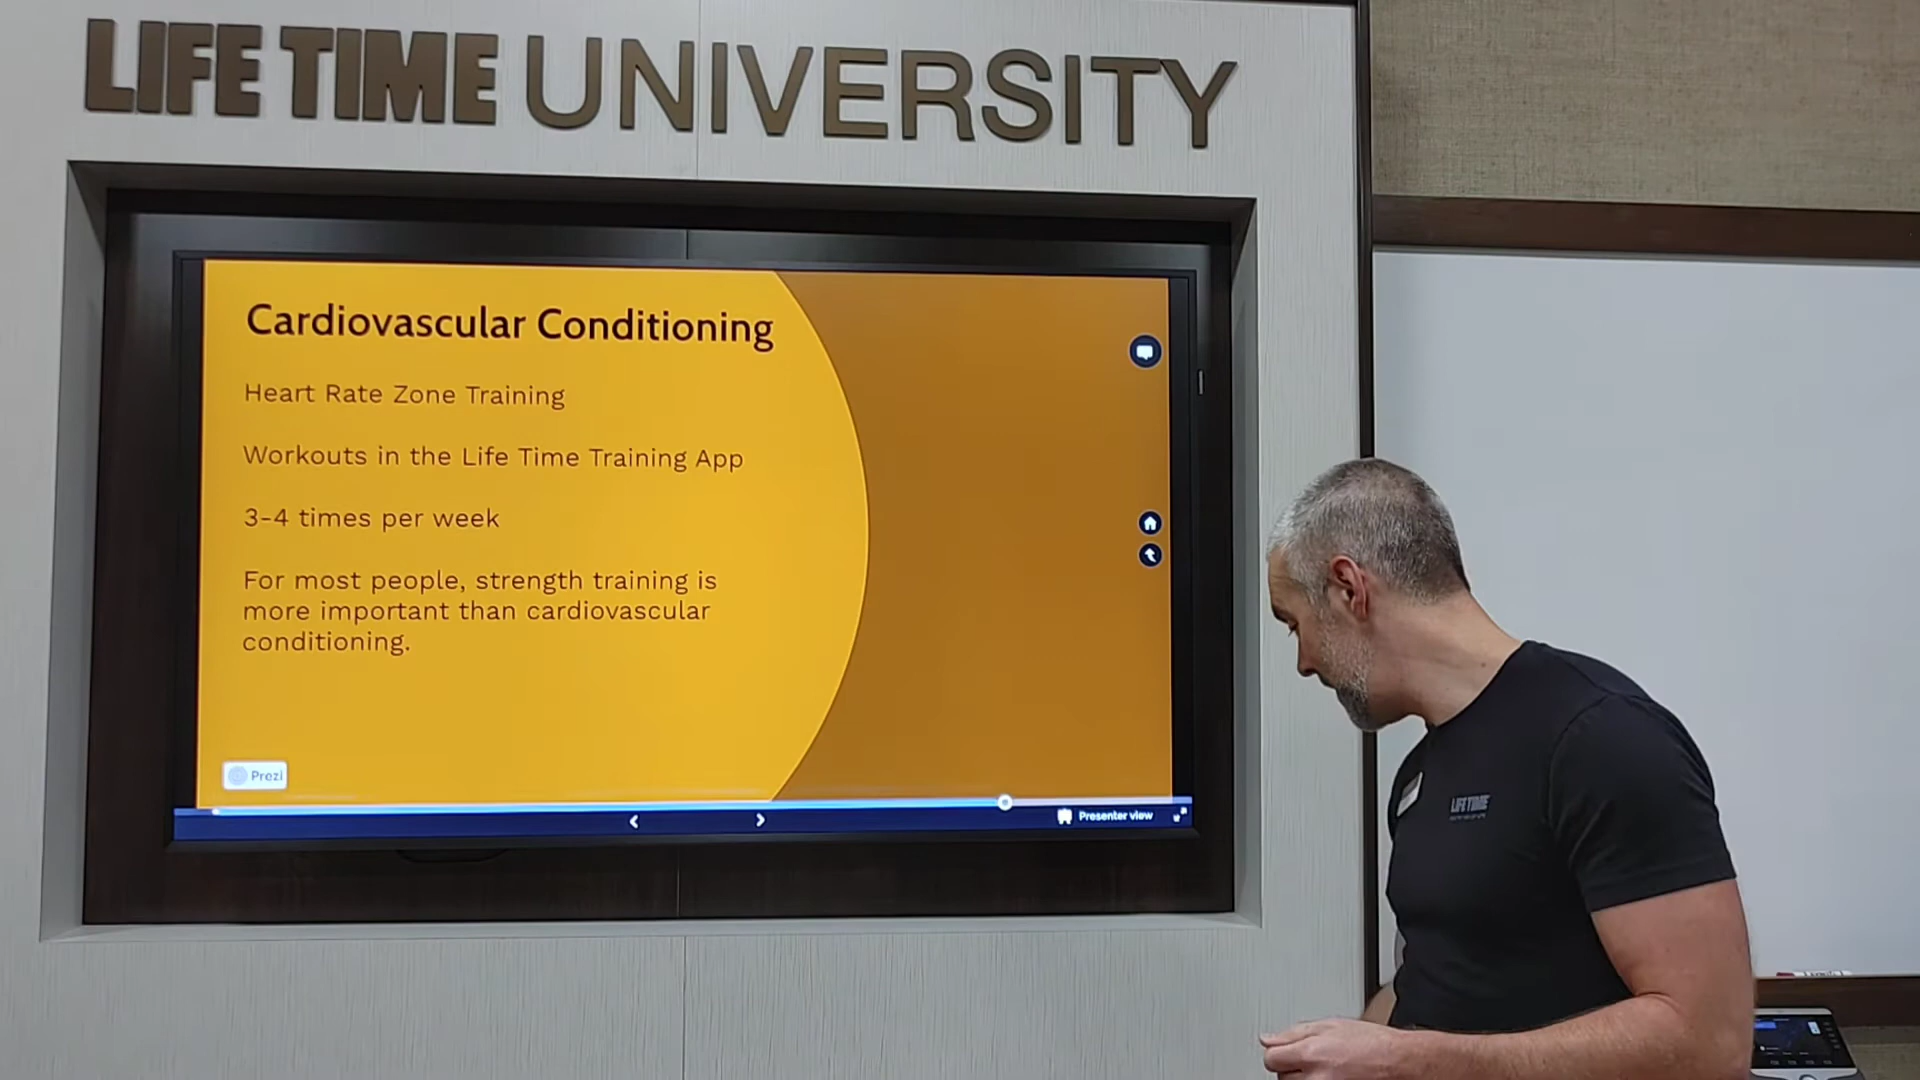 LIFE TIME UNIVERSITY
Cardiovascular Conditioning
Heart Rate Zone Training
Workouts in the Life Time Training App
3-4 times per week
For most people, strength training is
more important than cardiovascular
conditioning.
Prezi
Presenter view
LIFE TIME